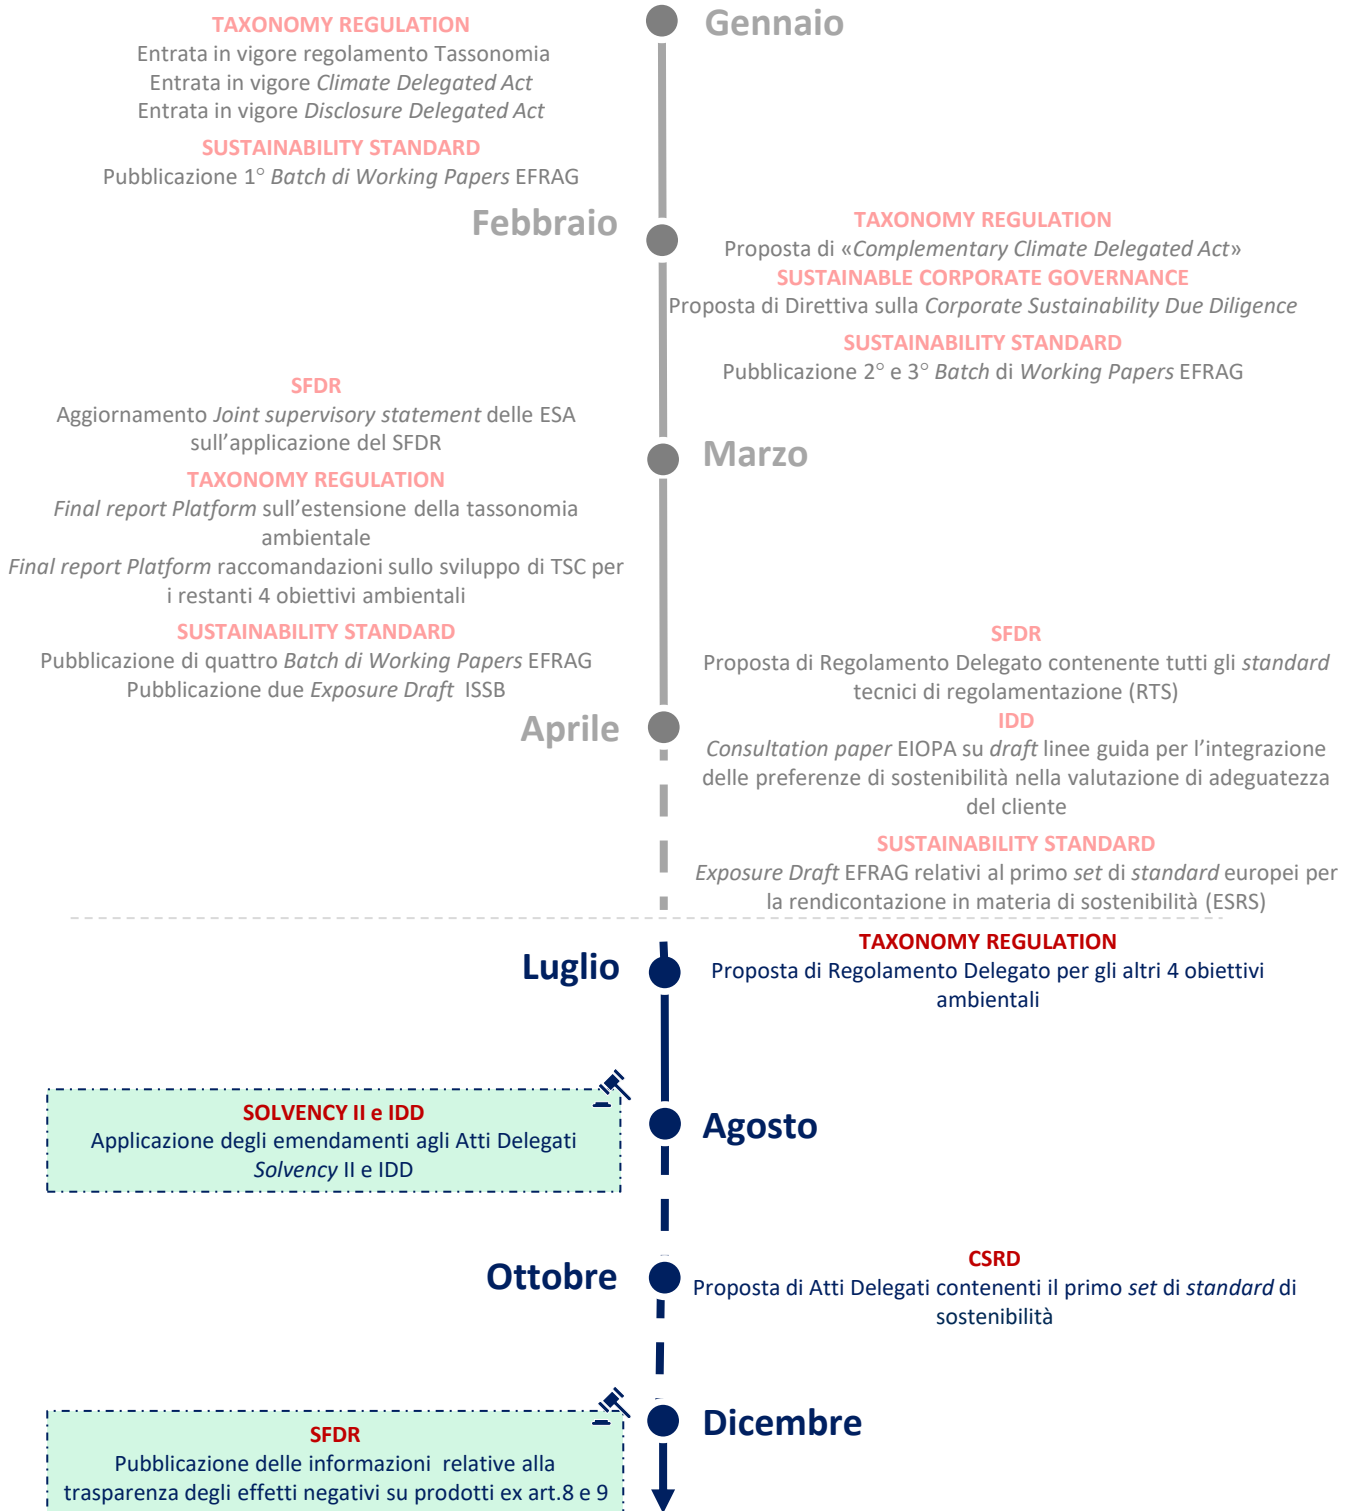 Gennaio
TAXONOMY REGULATION
Entrata in vigore regolamento Tassonomia
Entrata in vigore Climate Delegated Act
Entrata in vigore Disclosure Delegated Act
SUSTAINABILITY STANDARD
Pubblicazione 1° Batch di Working Papers EFRAG
Febbraio
TAXONOMY REGULATION
Proposta di «Complementary Climate Delegated Act»
SUSTAINABLE CORPORATE GOVERNANCE
Proposta di Direttiva sulla Corporate Sustainability Due Diligence
SUSTAINABILITY STANDARD
Pubblicazione 2° e 3° Batch di Working Papers EFRAG
SFDR
Aggiornamento Joint supervisory statement delle ESA
sull’applicazione del SFDR
Marzo
TAXONOMY REGULATION
Final report Platform sull’estensione della tassonomia
ambientale
Final report Platform raccomandazioni sullo sviluppo di TSC per
i restanti 4 obiettivi ambientali
SUSTAINABILITY STANDARD
Pubblicazione di quattro Batch di Working Papers EFRAG
Pubblicazione due Exposure Draft ISSB
Aprile
SFDR
Proposta di Regolamento Delegato contenente tutti gli standard
tecnici di regolamentazione (RTS)
IDD
Consultation paper EIOPA su draft linee guida per l’integrazione
delle preferenze di sostenibilità nella valutazione di adeguatezza
del cliente
SUSTAINABILITY STANDARD
Exposure Draft EFRAG relativi al primo set di standard europei per
la rendicontazione in materia di sostenibilità (ESRS)
Luglio
TAXONOMY REGULATION
Proposta di Regolamento Delegato per gli altri 4 obiettivi
ambientali
SOLVENCY II e IDD
Applicazione degli emendamenti agli Atti Delegati
Solvency II e IDD
Agosto
Ottobre
CSRD
Proposta di Atti Delegati contenenti il primo set di standard di
sostenibilità
Dicembre
SFDR
Pubblicazione delle informazioni relative alla
trasparenza degli effetti negativi su prodotti ex art.8 e 9